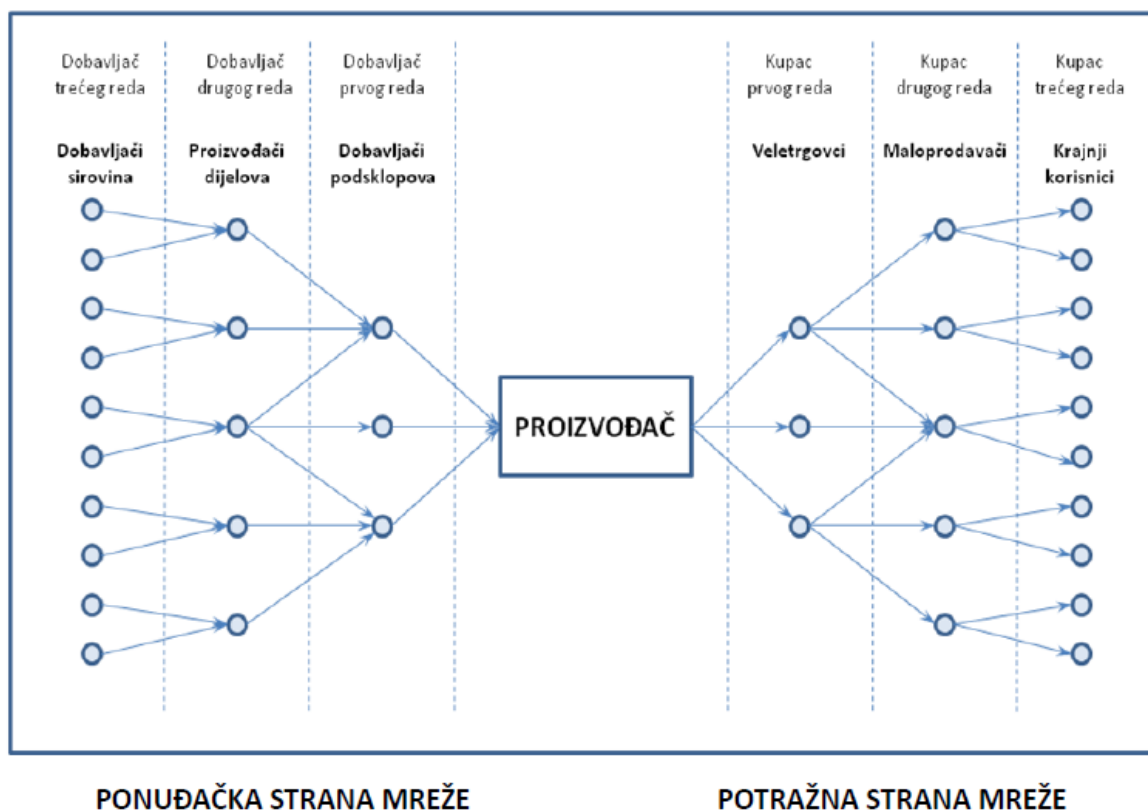 Dobavljač
trećeg reda
Dobavljač
drugog reda
Dobavljač
prvog reda
Kupac
prvog reda
Kupac
drugog reda
Kupac
trećeg reda
Dobavljači
sirovina
Proizvođači
dijelova
Dobavljači
podsklopova
Veletrgovci
Maloprodavači
Krajnji
korisnici
PROIZVOĐAČ
PONUĐAČKA STRANA MREŽE
POTRAŽNA STRANA MREŽE